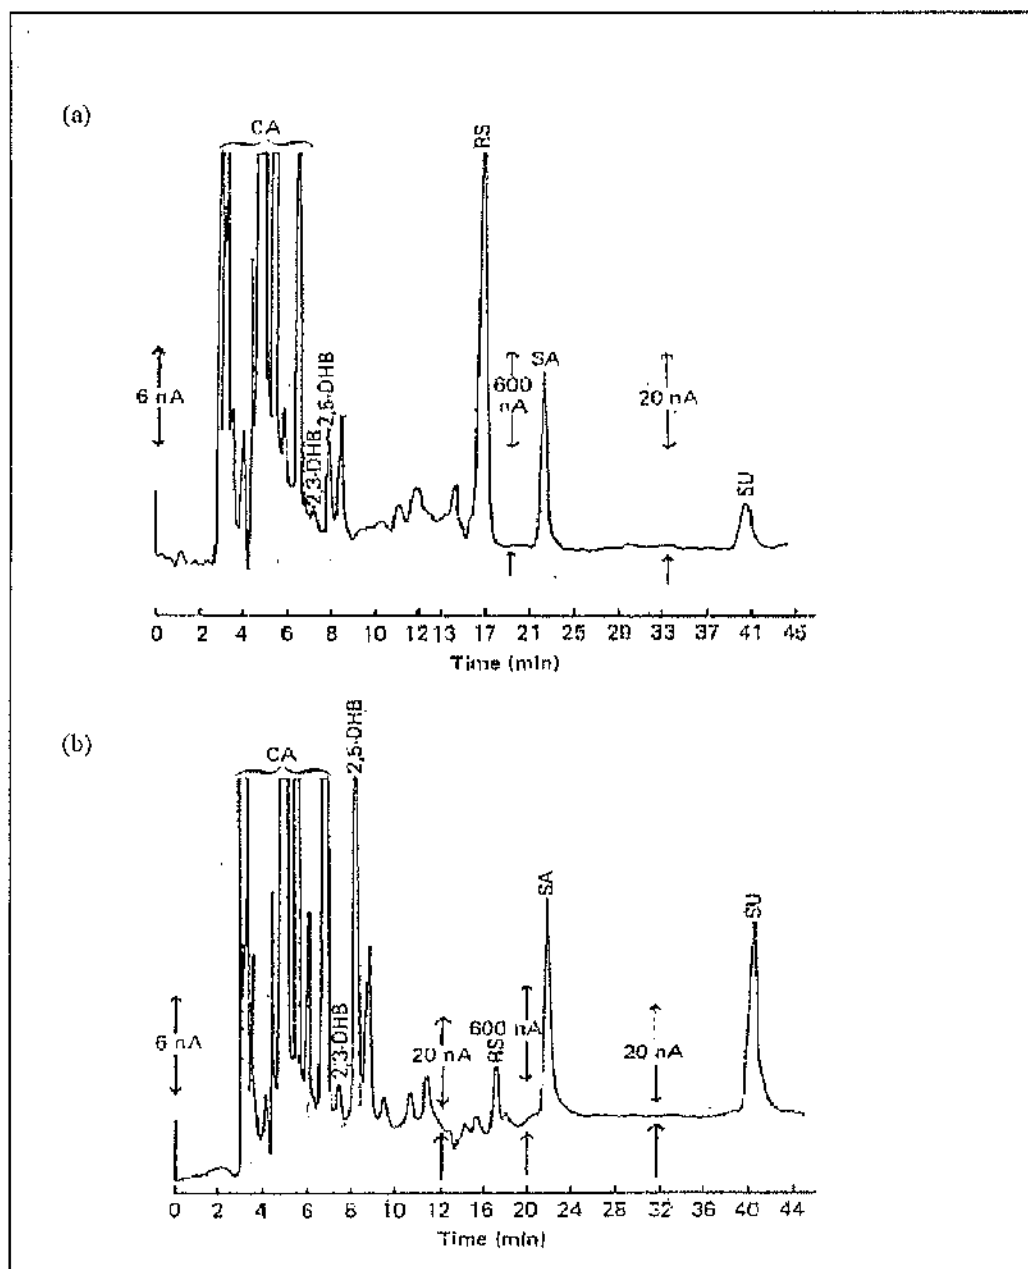 (a)
CA
RS
6 nA
2,3-DHB
2,5-DHB
600
nA
SA
20 nA
SU
0 2 4 6 8 10 12 13 17 21 25 29 33 37 41 45
Time (min)
(b)
CA
2,5-DHB
6 nA
2,3-DHB
20 nA
RS
600 nA
SA
20 nA
SU
0 2 4 6 8 10 12 16 20 24 28 32 36 40 44
Time (min)